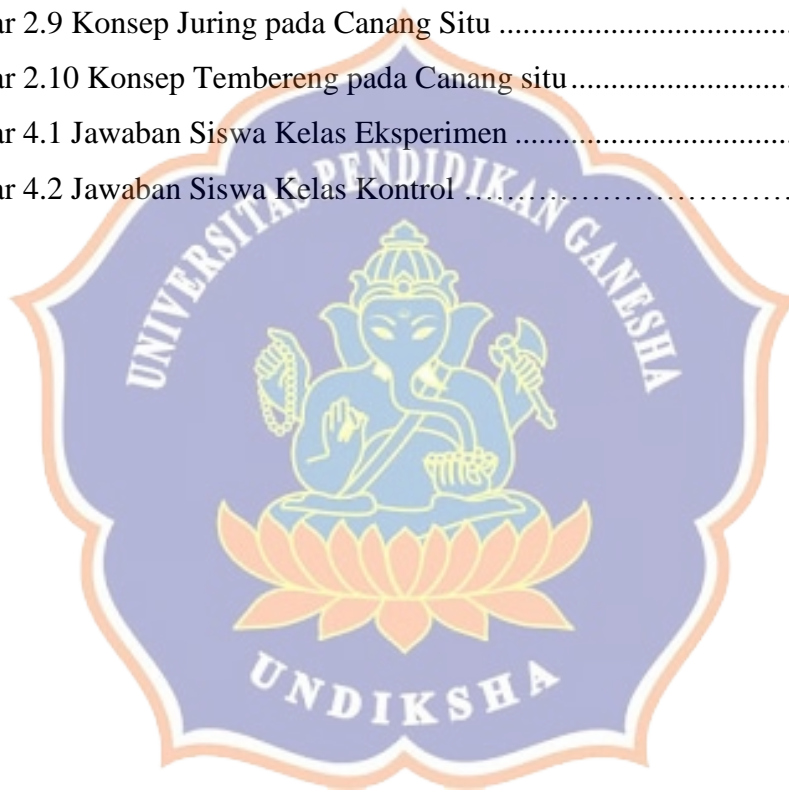 ar 2.9 Konsep Juring pada Canang Situ ........................................
ar 2.10 Konsep Tembereng pada Canang situ ..............................
ar 4.1 Jawaban Siswa Kelas Eksperimen .....................................
ar 4.2 Jawaban Siswa Kelas Kontrol ……………………………
UNIVERSITAS PENDIDIKAN GANESHA
UNDIKSHA